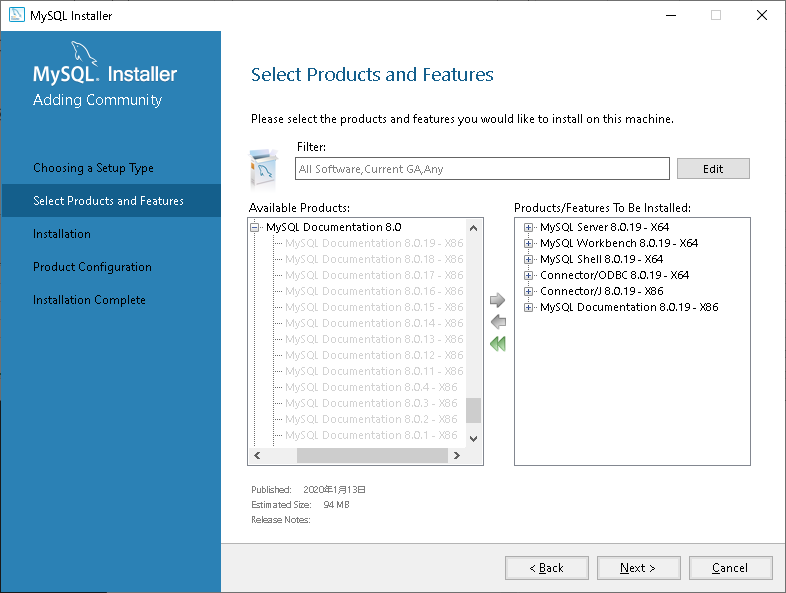 MySQL Installer
MySQL. Installer
Adding Community
Choosing a Setup Type
Select Products and Features
Installation
Product Configuration
Installation Complete
Select Products and Features
Please select the products and features you would like to install on this machine.
Filter:
All Software,Current GA,Any
Edit
Available Products:
MySQL Documentation 8.0
MySQL Documentation 8.0.19 - X86
MySQL Documentation 8.0.18 - X86
MySQL Documentation 8.0.17 - X86
MySQL Documentation 8.0.16 - X86
MySQL Documentation 8.0.15 - X86
MySQL Documentation 8.0.14 - X86
MySQL Documentation 8.0.13 - X86
MySQL Documentation 8.0.12 - X86
MySQL Documentation 8.0.11 - X86
MySQL Documentation 8.0.4 - X86
MySQL Documentation 8.0.3 - X86
MySQL Documentation 8.0.2 - X86
MySQL Documentation 8.0.1 - X86
Products/Features To Be Installed:
MySQL Server 8.0.19 - X64
MySQL Workbench 8.0.19 - X64
MySQL Shell 8.0.19 - X64
Connector/ODBC 8.0.19 - X64
Connector/J 8.0.19 - X86
MySQL Documentation 8.0.19 - X86
Published: 2020年1月13日
Estimated Size: 94 MB
Release Notes:
< Back
Next >
Cancel